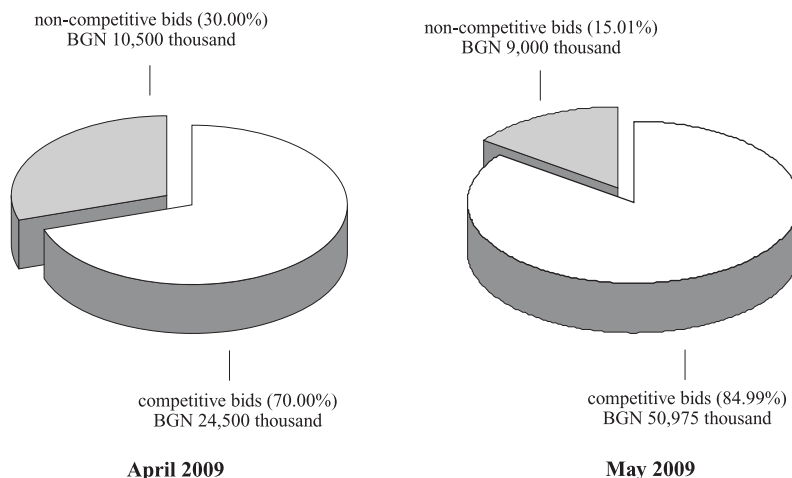 non-competitive bids (30.00%)
BGN 10,500 thousand
competitive bids (70.00%)
BGN 24,500 thousand
April 2009
non-competitive bids (15.01%)
BGN 9,000 thousand
competitive bids (84.99%)
BGN 50,975 thousand
May 2009